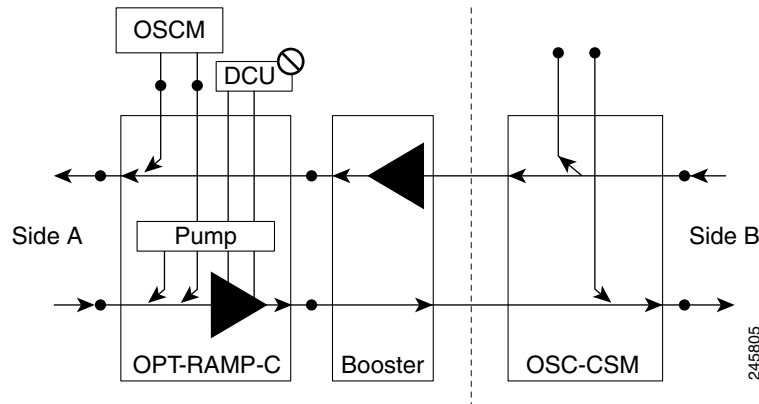 OSCM
DCU
Side A
Pump
Side B
OPT-RAMP-C
Booster
OSC-CSM
245805